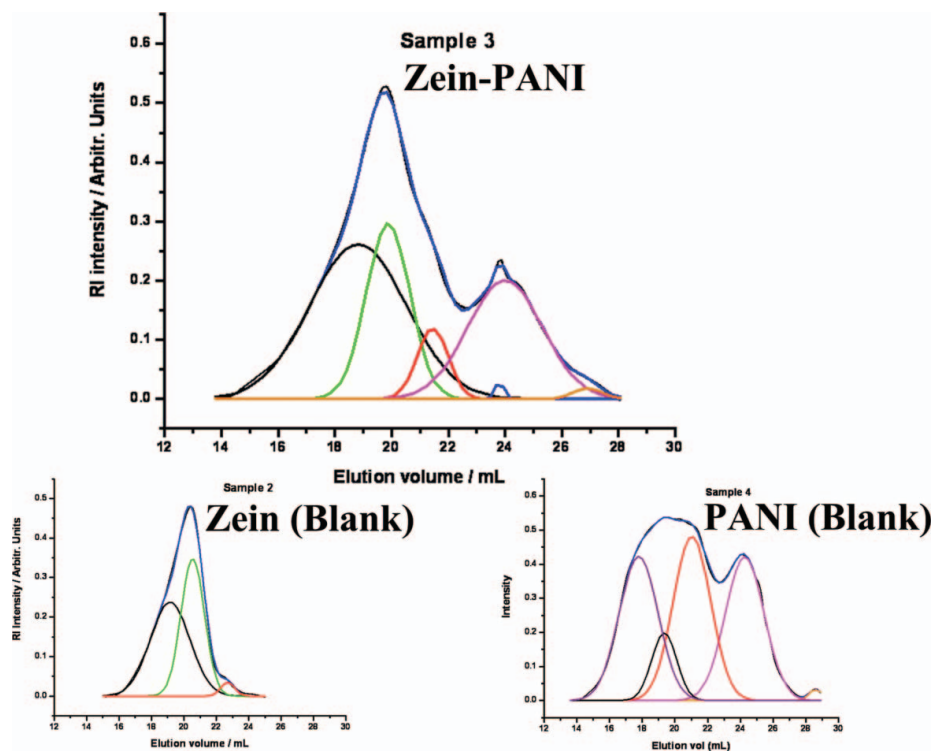 Sample 3
Zein-PANI
RI intensity / Arbitr. Units
0.6
0.5
0.4
0.3
0.2
0.1
0.0
12 14 16 18 20 22 24 26 28 30
Elution volume / mL
Sample 2
Zein (Blank)
RI intensity / Arbitr. Units
0.5
0.4
0.3
0.2
0.1
0.0
12 14 16 18 20 22 24 26 28 30
Elution volume / mL
Sample 4
PANI (Blank)
Intensity
0.6
0.5
0.4
0.3
0.2
0.1
0.0
12 14 16 18 20 22 24 26 28 30
Elution vol (mL)